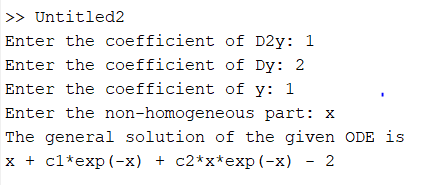 >> Untitled2
Enter the coefficient of D2y: 1
Enter the coefficient of Dy: 2
Enter the coefficient of y: 1
Enter the non-homogeneous part: x
The general solution of the given ODE is
x + c1*exp(-x) + c2*x*exp(-x) - 2